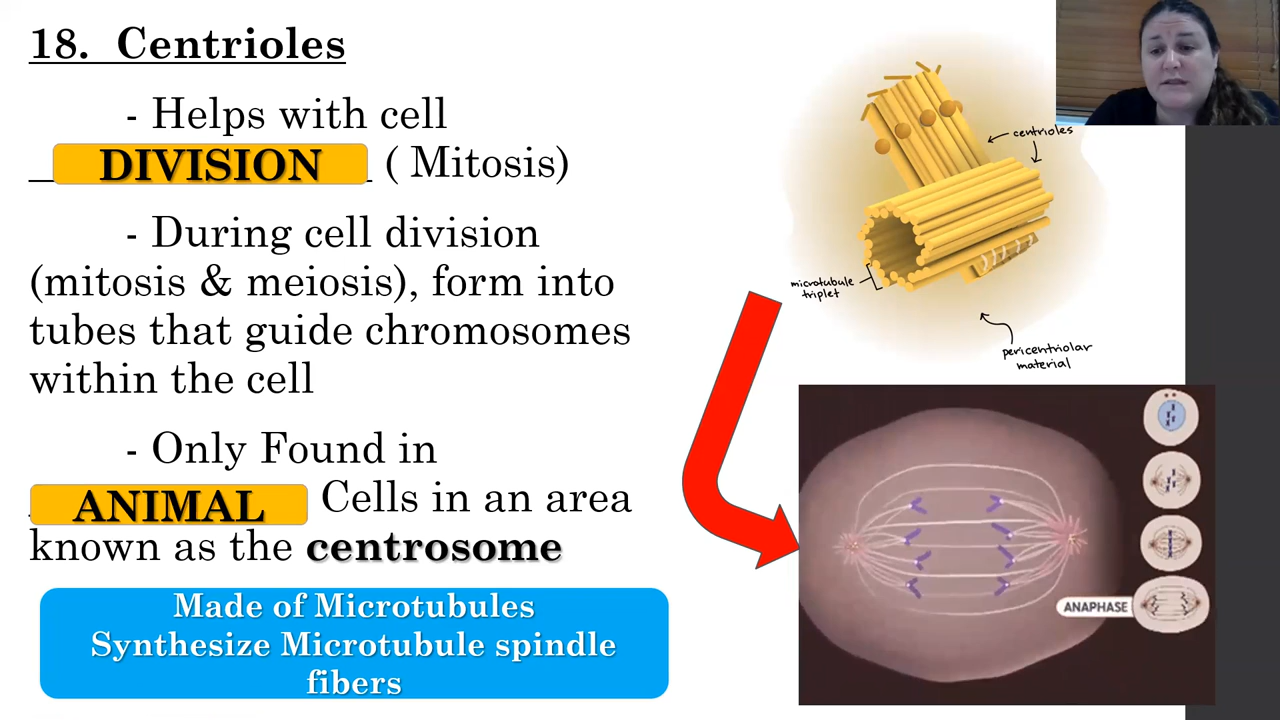 18. Centrioles
- Helps with cell
DIVISION ( Mitosis)
- During cell division
(mitosis & meiosis), form into
tubes that guide chromosomes
within the cell
- Only Found in
ANIMAL Cells in an area
known as the centrosome
Made of Microtubules
Synthesize Microtubule spindle
fibers
centrioles
microtubule
triplet
pericentriolar
material
ANAPHASE